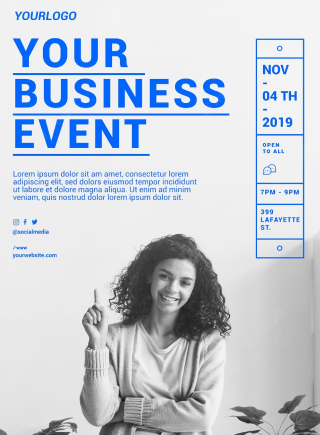 YOURLOGO
YOUR
BUSINESS
EVENT
Lorem ipsum dolor sit am amet, consectetur lorem
adipiscing elit, sed dolors eiusmod tempor incididunt
ut labore et dolore magna aliqua. Ut enim ad minim
veniam, quis nostrud dolor lorem ipsum dolor sit.
@socialmedia
/www
yourwebsite.com
NOV
-
04 TH
-
2019
OPEN
TO ALL
7PM - 9PM
399
LAFAYETTE
ST.